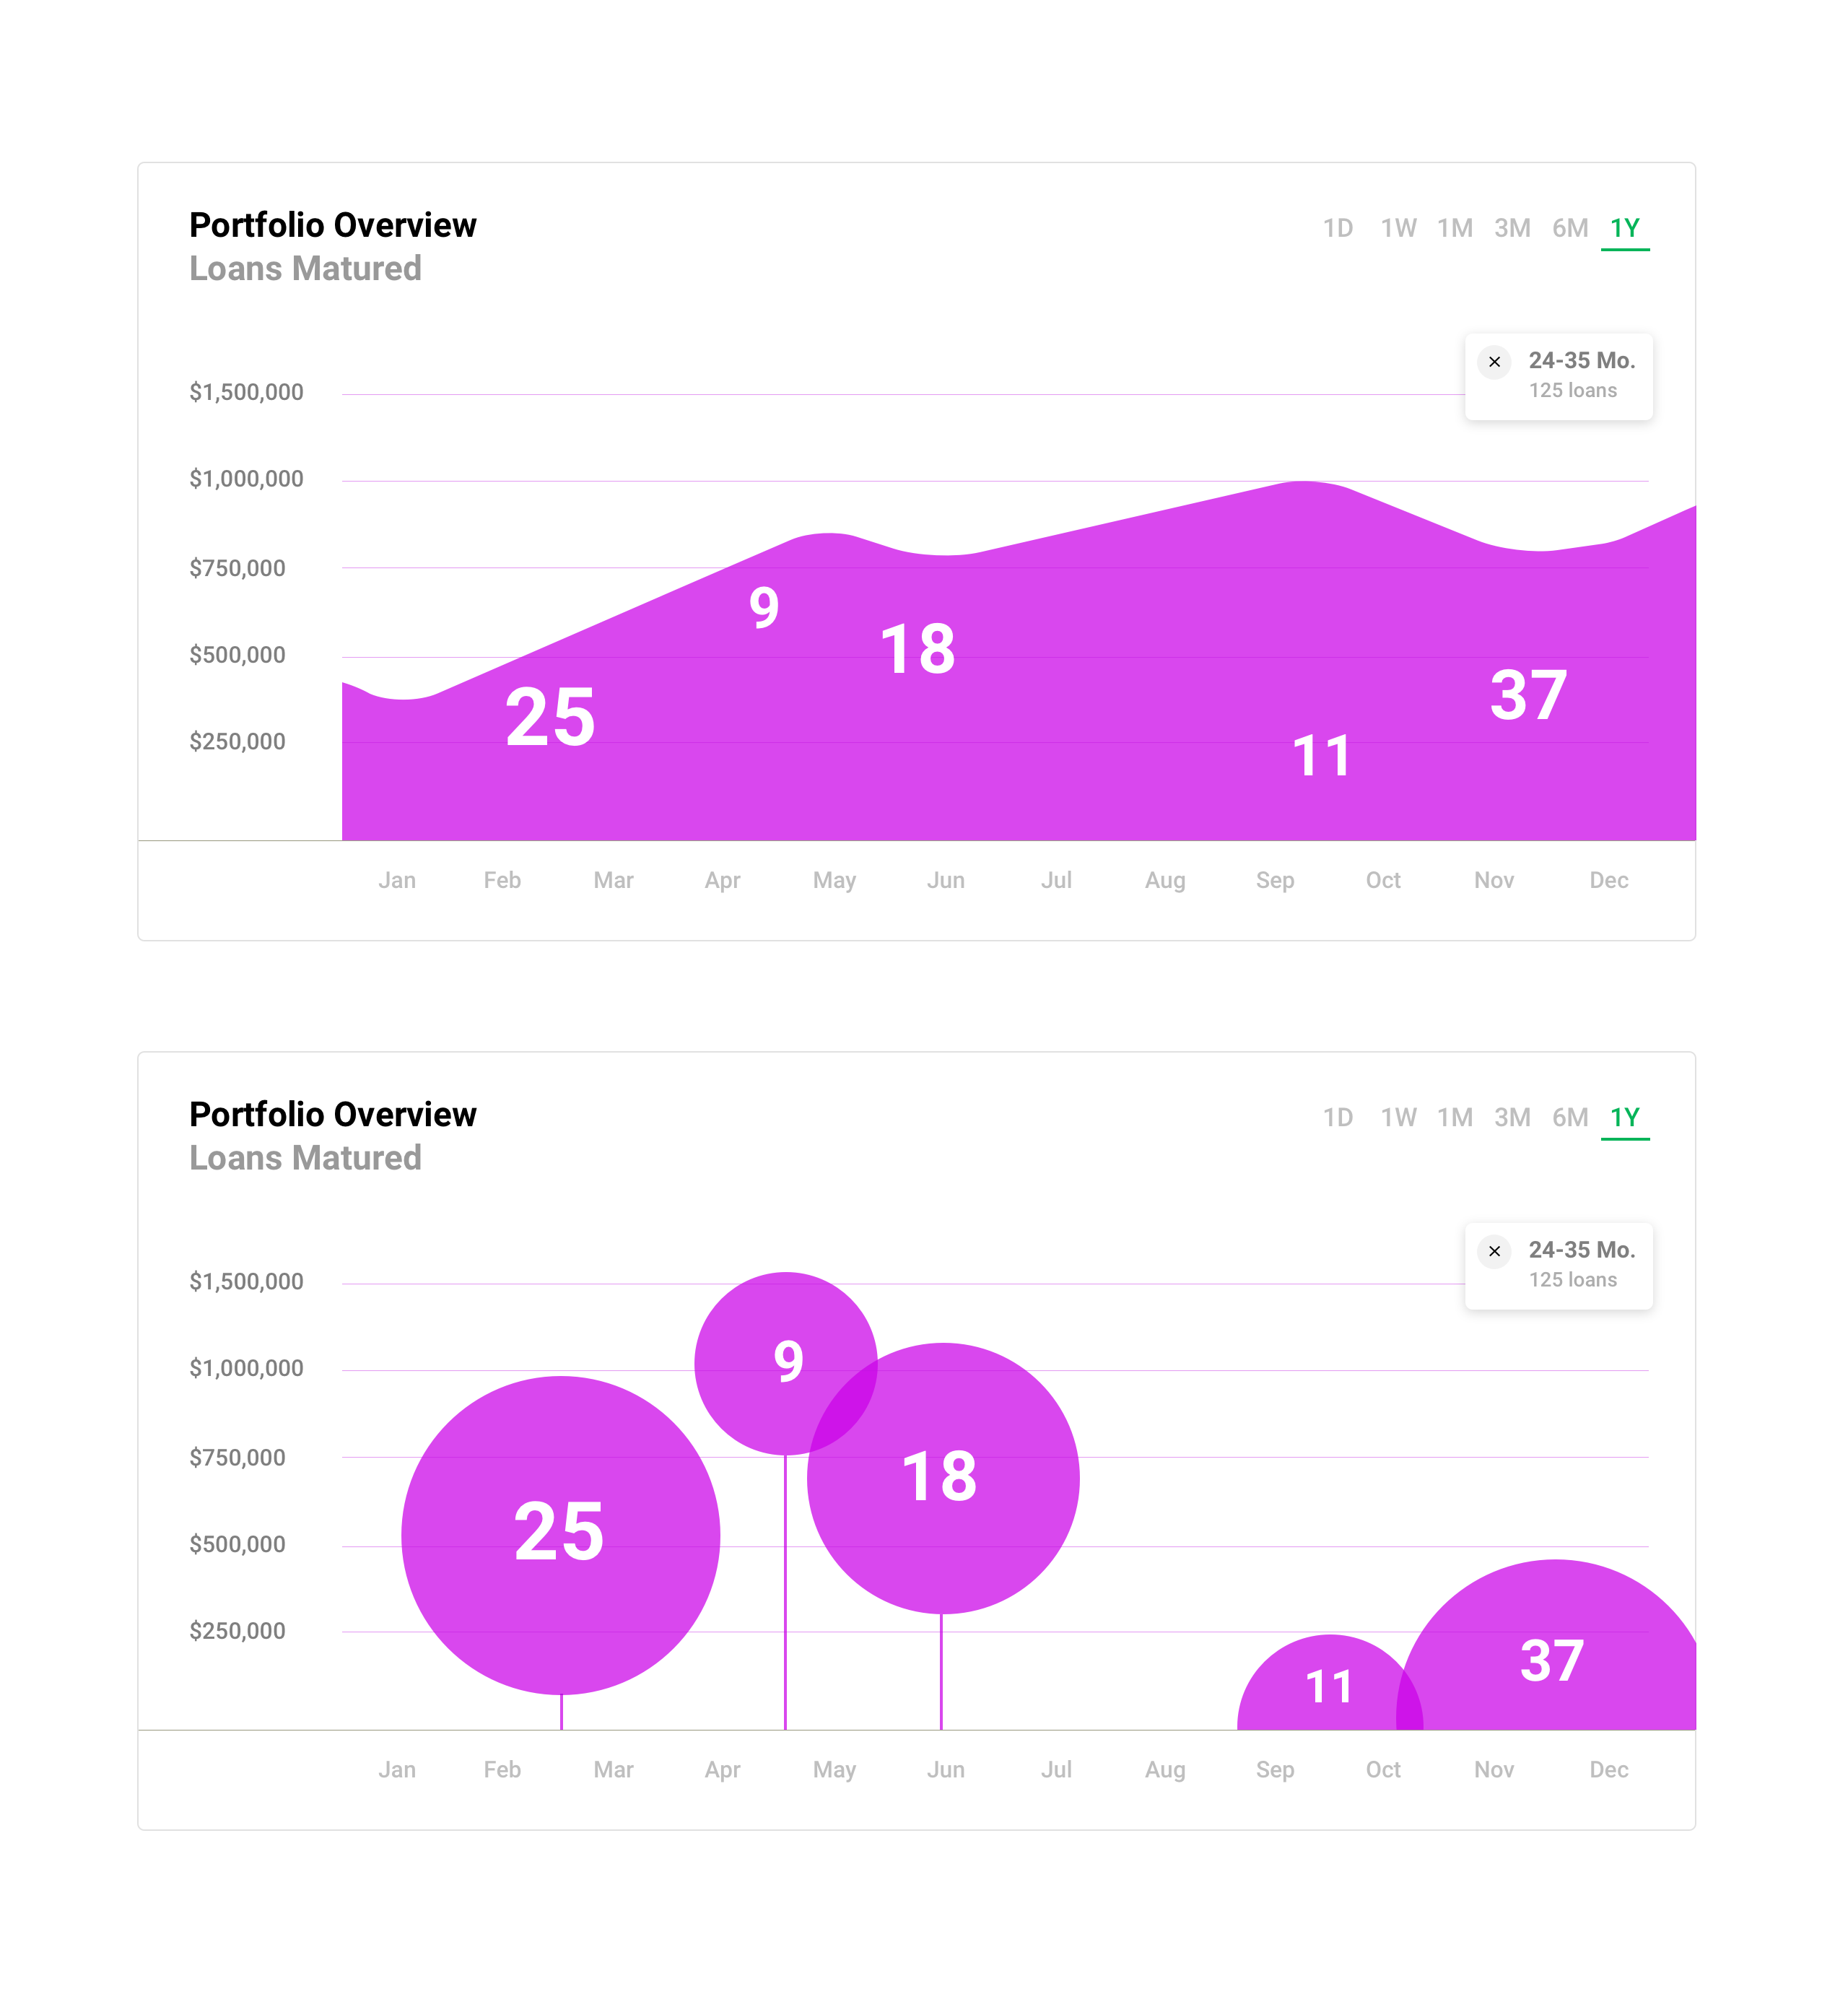 Portfolio Overview
Loans Matured
1D 1W 1M 3M 6M 1Y
24-35 Mo.
125 loans
$1,500,000
$1,000,000
$750,000
$500,000
$250,000
9
18
25
37
11
Jan Feb Mar Apr May Jun Jul Aug Sep Oct Nov Dec
Portfolio Overview
Loans Matured
1D 1W 1M 3M 6M 1Y
24-35 Mo.
125 loans
$1,500,000
$1,000,000
$750,000
$500,000
$250,000
9
18
25
37
11
Jan Feb Mar Apr May Jun Jul Aug Sep Oct Nov Dec